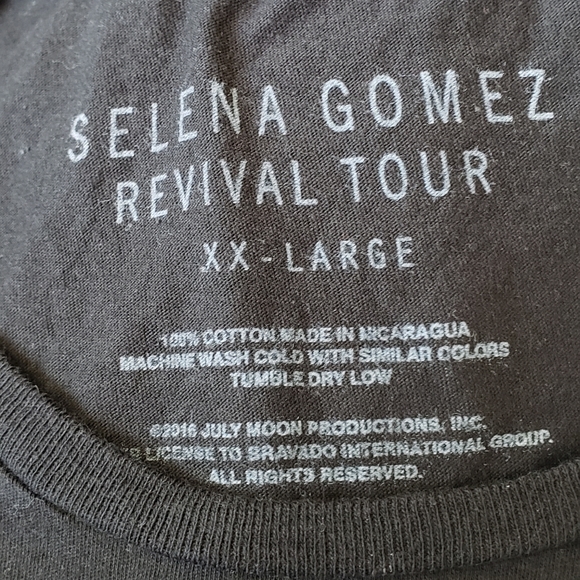 SELENA GOMEZ
REVIVAL TOUR
XX-LARGE
100% COTTON MADE IN NICARAGUA
MACHINE WASH COLD WITH SIMILAR COLORS
TUMBLE DRY LOW
©2016 JULY MOON PRODUCTIONS, INC.
LICENSE TO BRAVADO INTERNATIONAL GROUP.
ALL RIGHTS RESERVED.